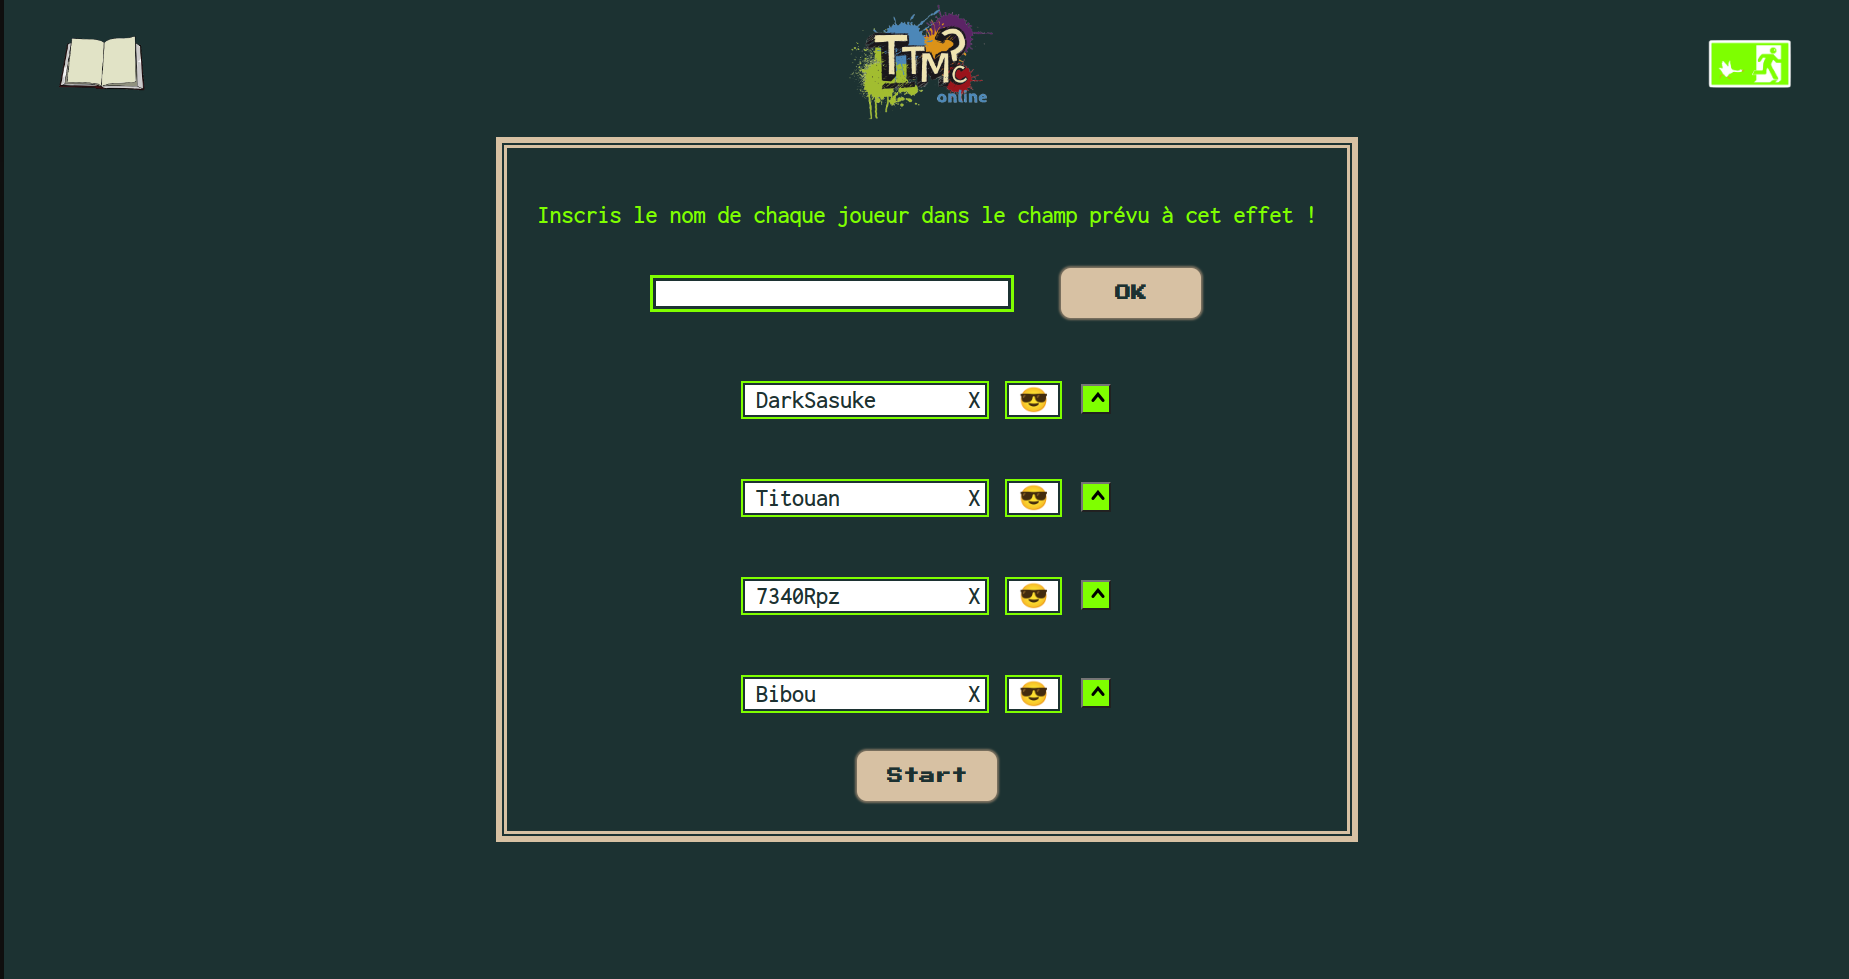 TTMC?
online
Inscris le nom de chaque joueur dans le champ prévu à cet effet !
OK
DarkSasuke X 😎 ^
Titouan X 😎 ^
7340Rpz X 😎 ^
Bibou X 😎 ^
Start